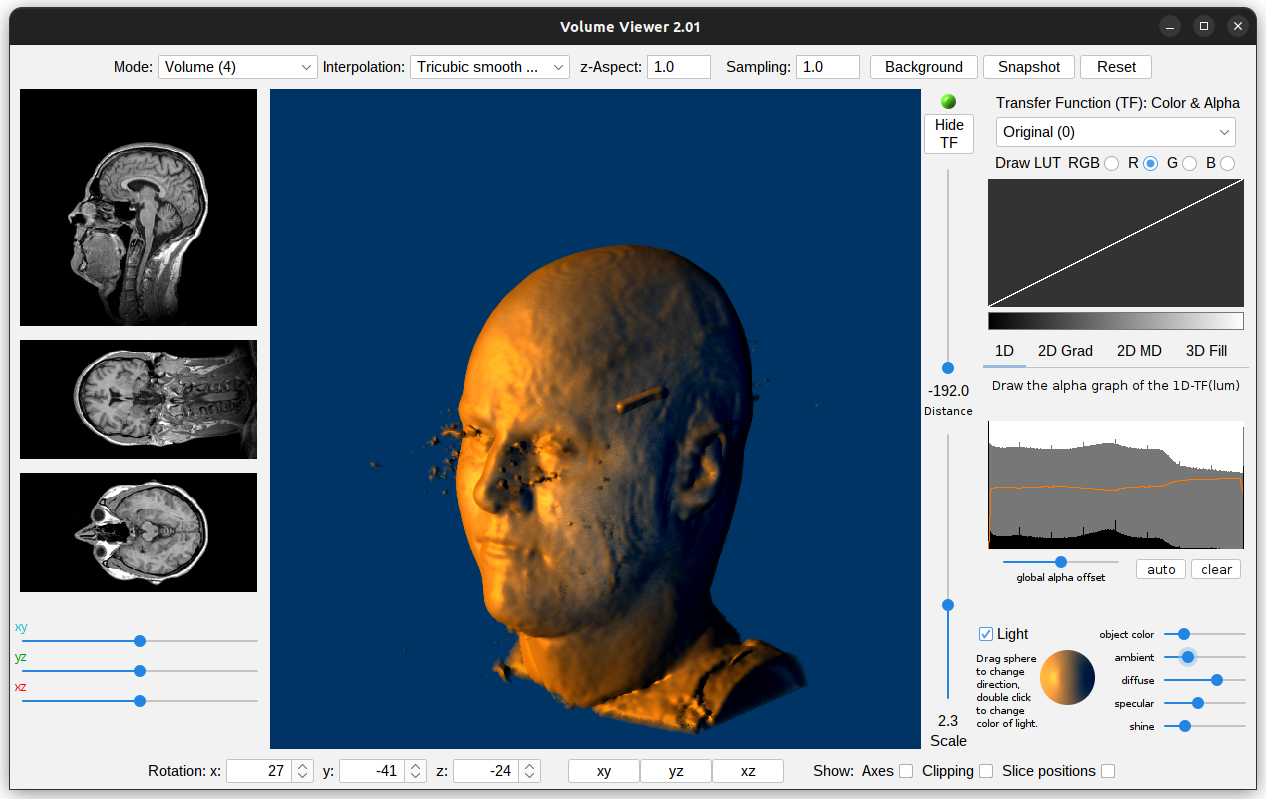 Volume Viewer 2.01
Mode: Volume (4) Interpolation: Tricubic smooth ... z-Aspect: 1.0 Sampling: 1.0 Background Snapshot Reset
Hide
TF
-192.0
Distance
2.3
Scale
Transfer Function (TF): Color & Alpha
Original (0)
Draw LUT RGB R G B
1D 2D Grad 2D MD 3D Fill
Draw the alpha graph of the 1D-TF(lum)
global alpha offset
auto clear
Light
Drag sphere
to change
direction,
double click
to change
color of light.
object color
ambient
diffuse
specular
shine
xy
yz
xz
Rotation: x: 27 y: -41 z: -24 xy yz xz Show: Axes Clipping Slice positions